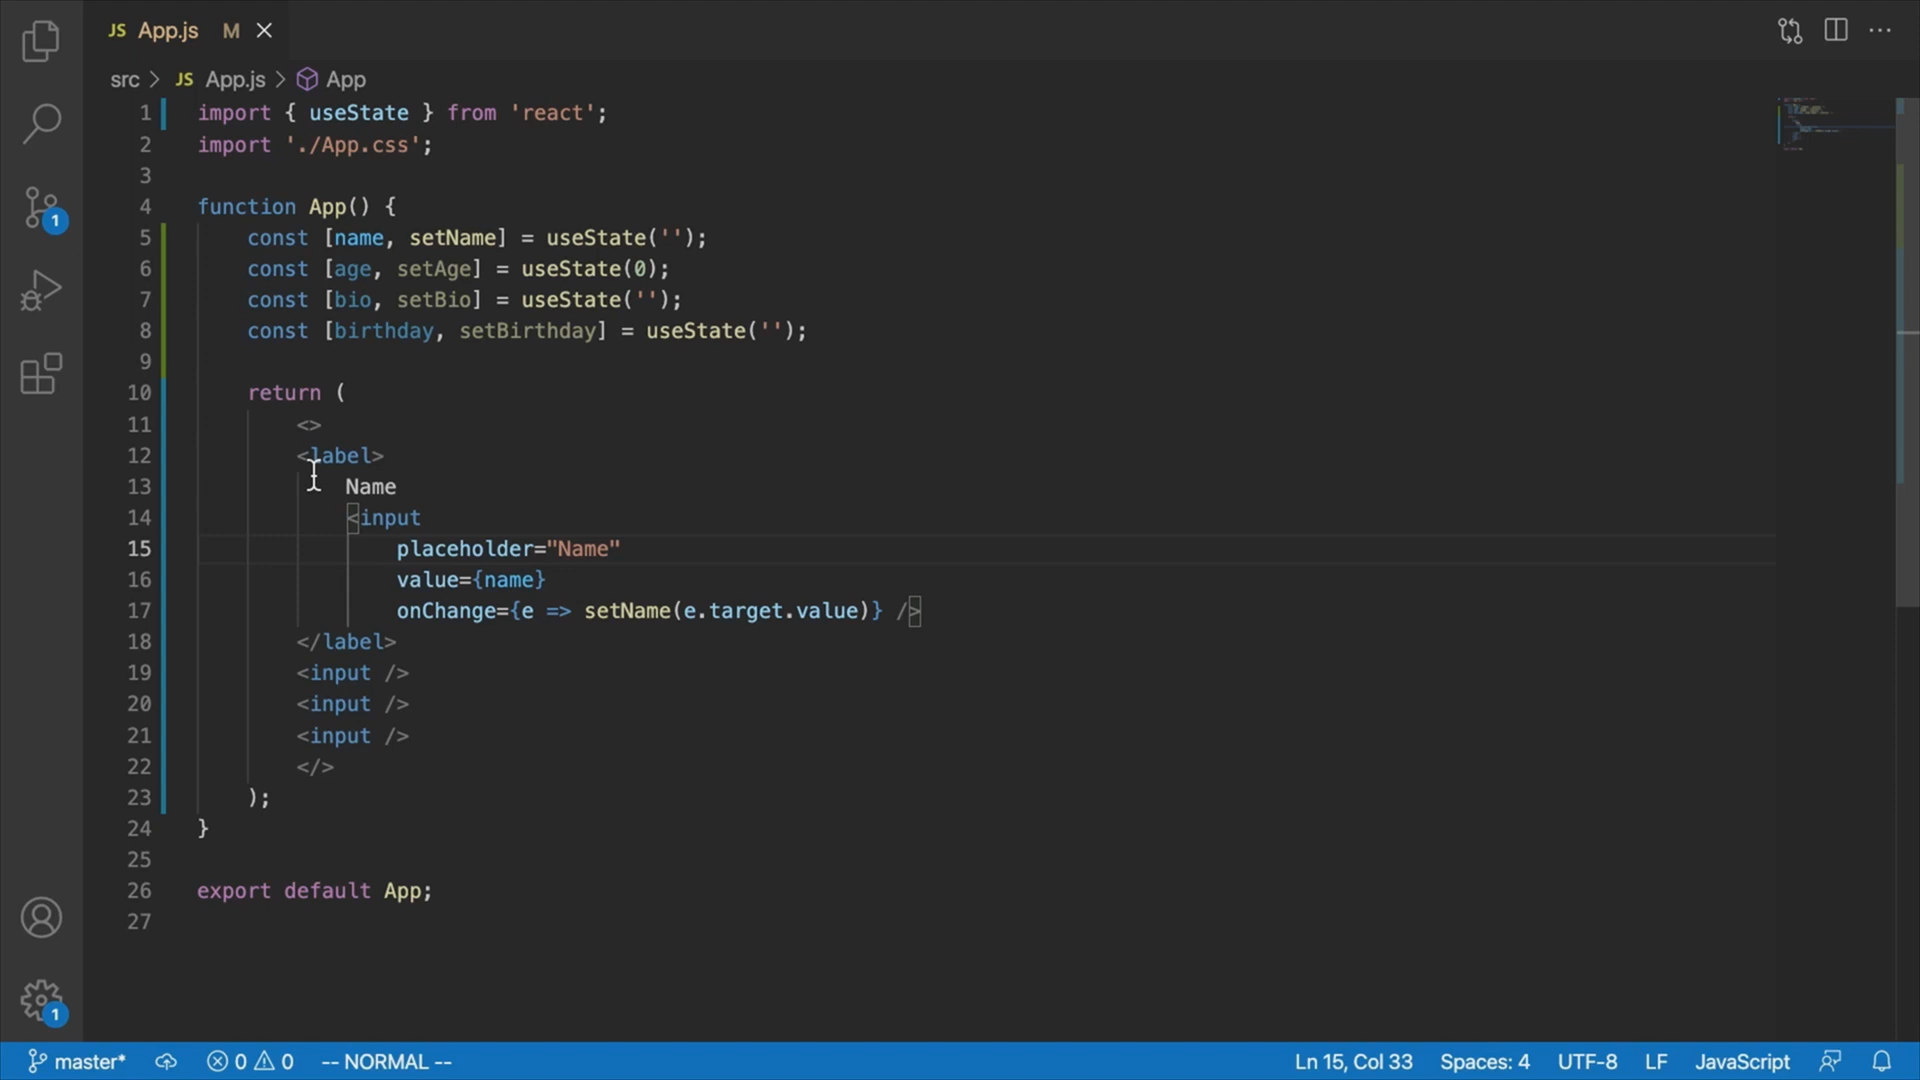 JS App.js M
src > JS App.js > App
1 import { useState } from 'react';
2 import './App.css';
3
4 function App() {
5 const [name, setName] = useState('');
6 const [age, setAge] = useState(0);
7 const [bio, setBio] = useState('');
8 const [birthday, setBirthday] = useState('');
9
10 return (
11 <>
12 <label>
13 Name
14 <input
15 placeholder="Name"
16 value={name}
17 onChange={e => setName(e.target.value)} />
18 </label>
19 <input />
20 <input />
21 <input />
22 </>
23 );
24 }
25
26 export default App;
27
1
1
master* 0 0 -- NORMAL -- Ln 15, Col 33 Spaces: 4 UTF-8 LF JavaScript